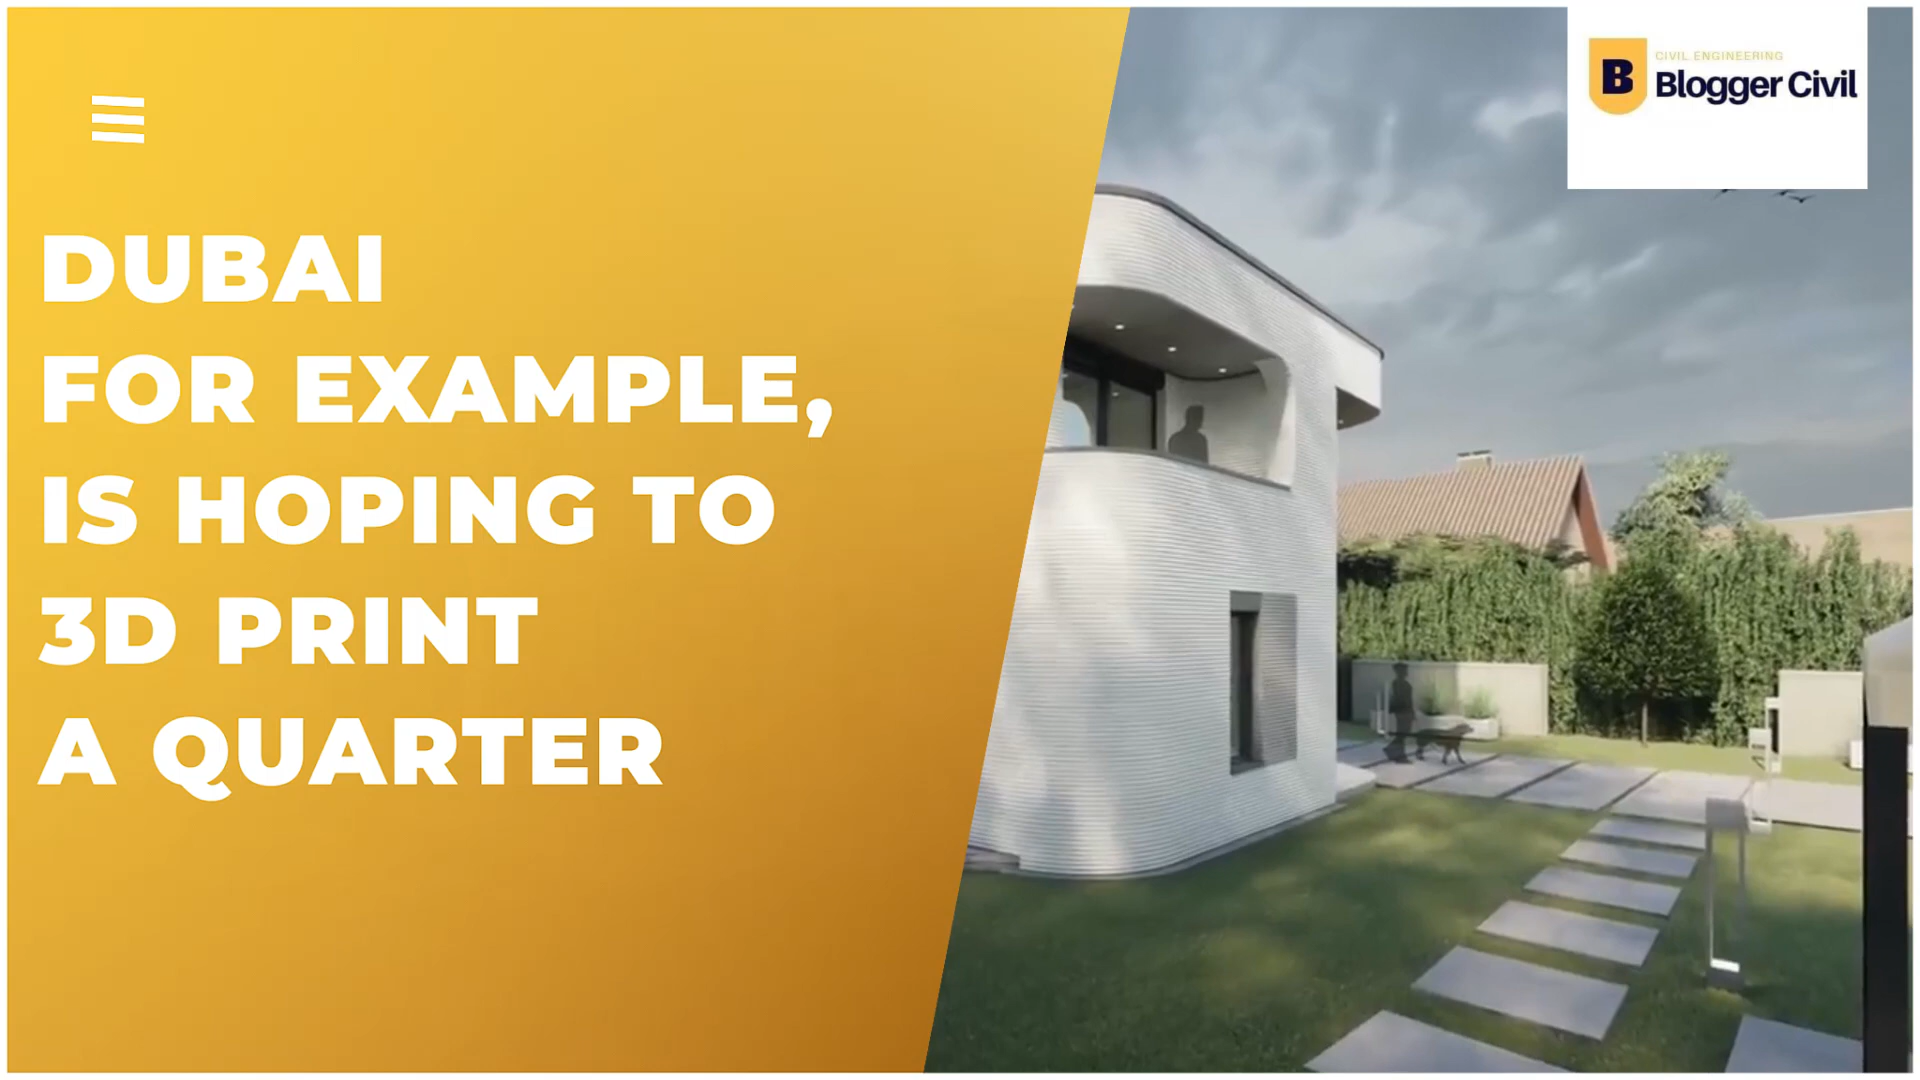 DUBAI
FOR EXAMPLE,
IS HOPING TO
3D PRINT
A QUARTER
B
CIVIL ENGINEERING
Blogger Civil